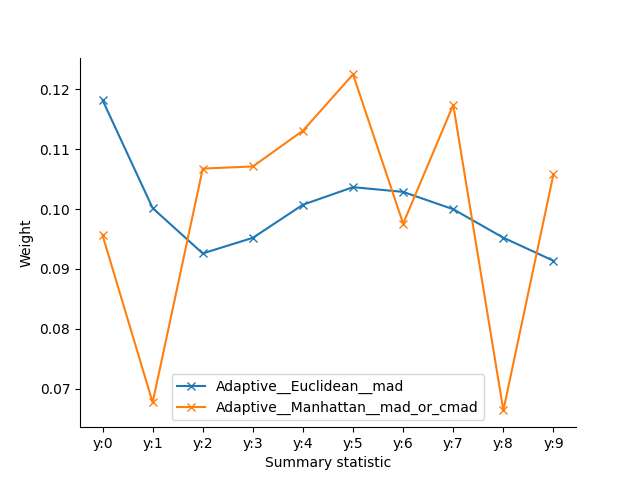 0.12
0.11
0.10
0.09
0.08
0.07
Weight
Adaptive__Euclidean__mad
Adaptive__Manhattan__mad_or_cmad
y:0 y:1 y:2 y:3 y:4 y:5 y:6 y:7 y:8 y:9
Summary statistic